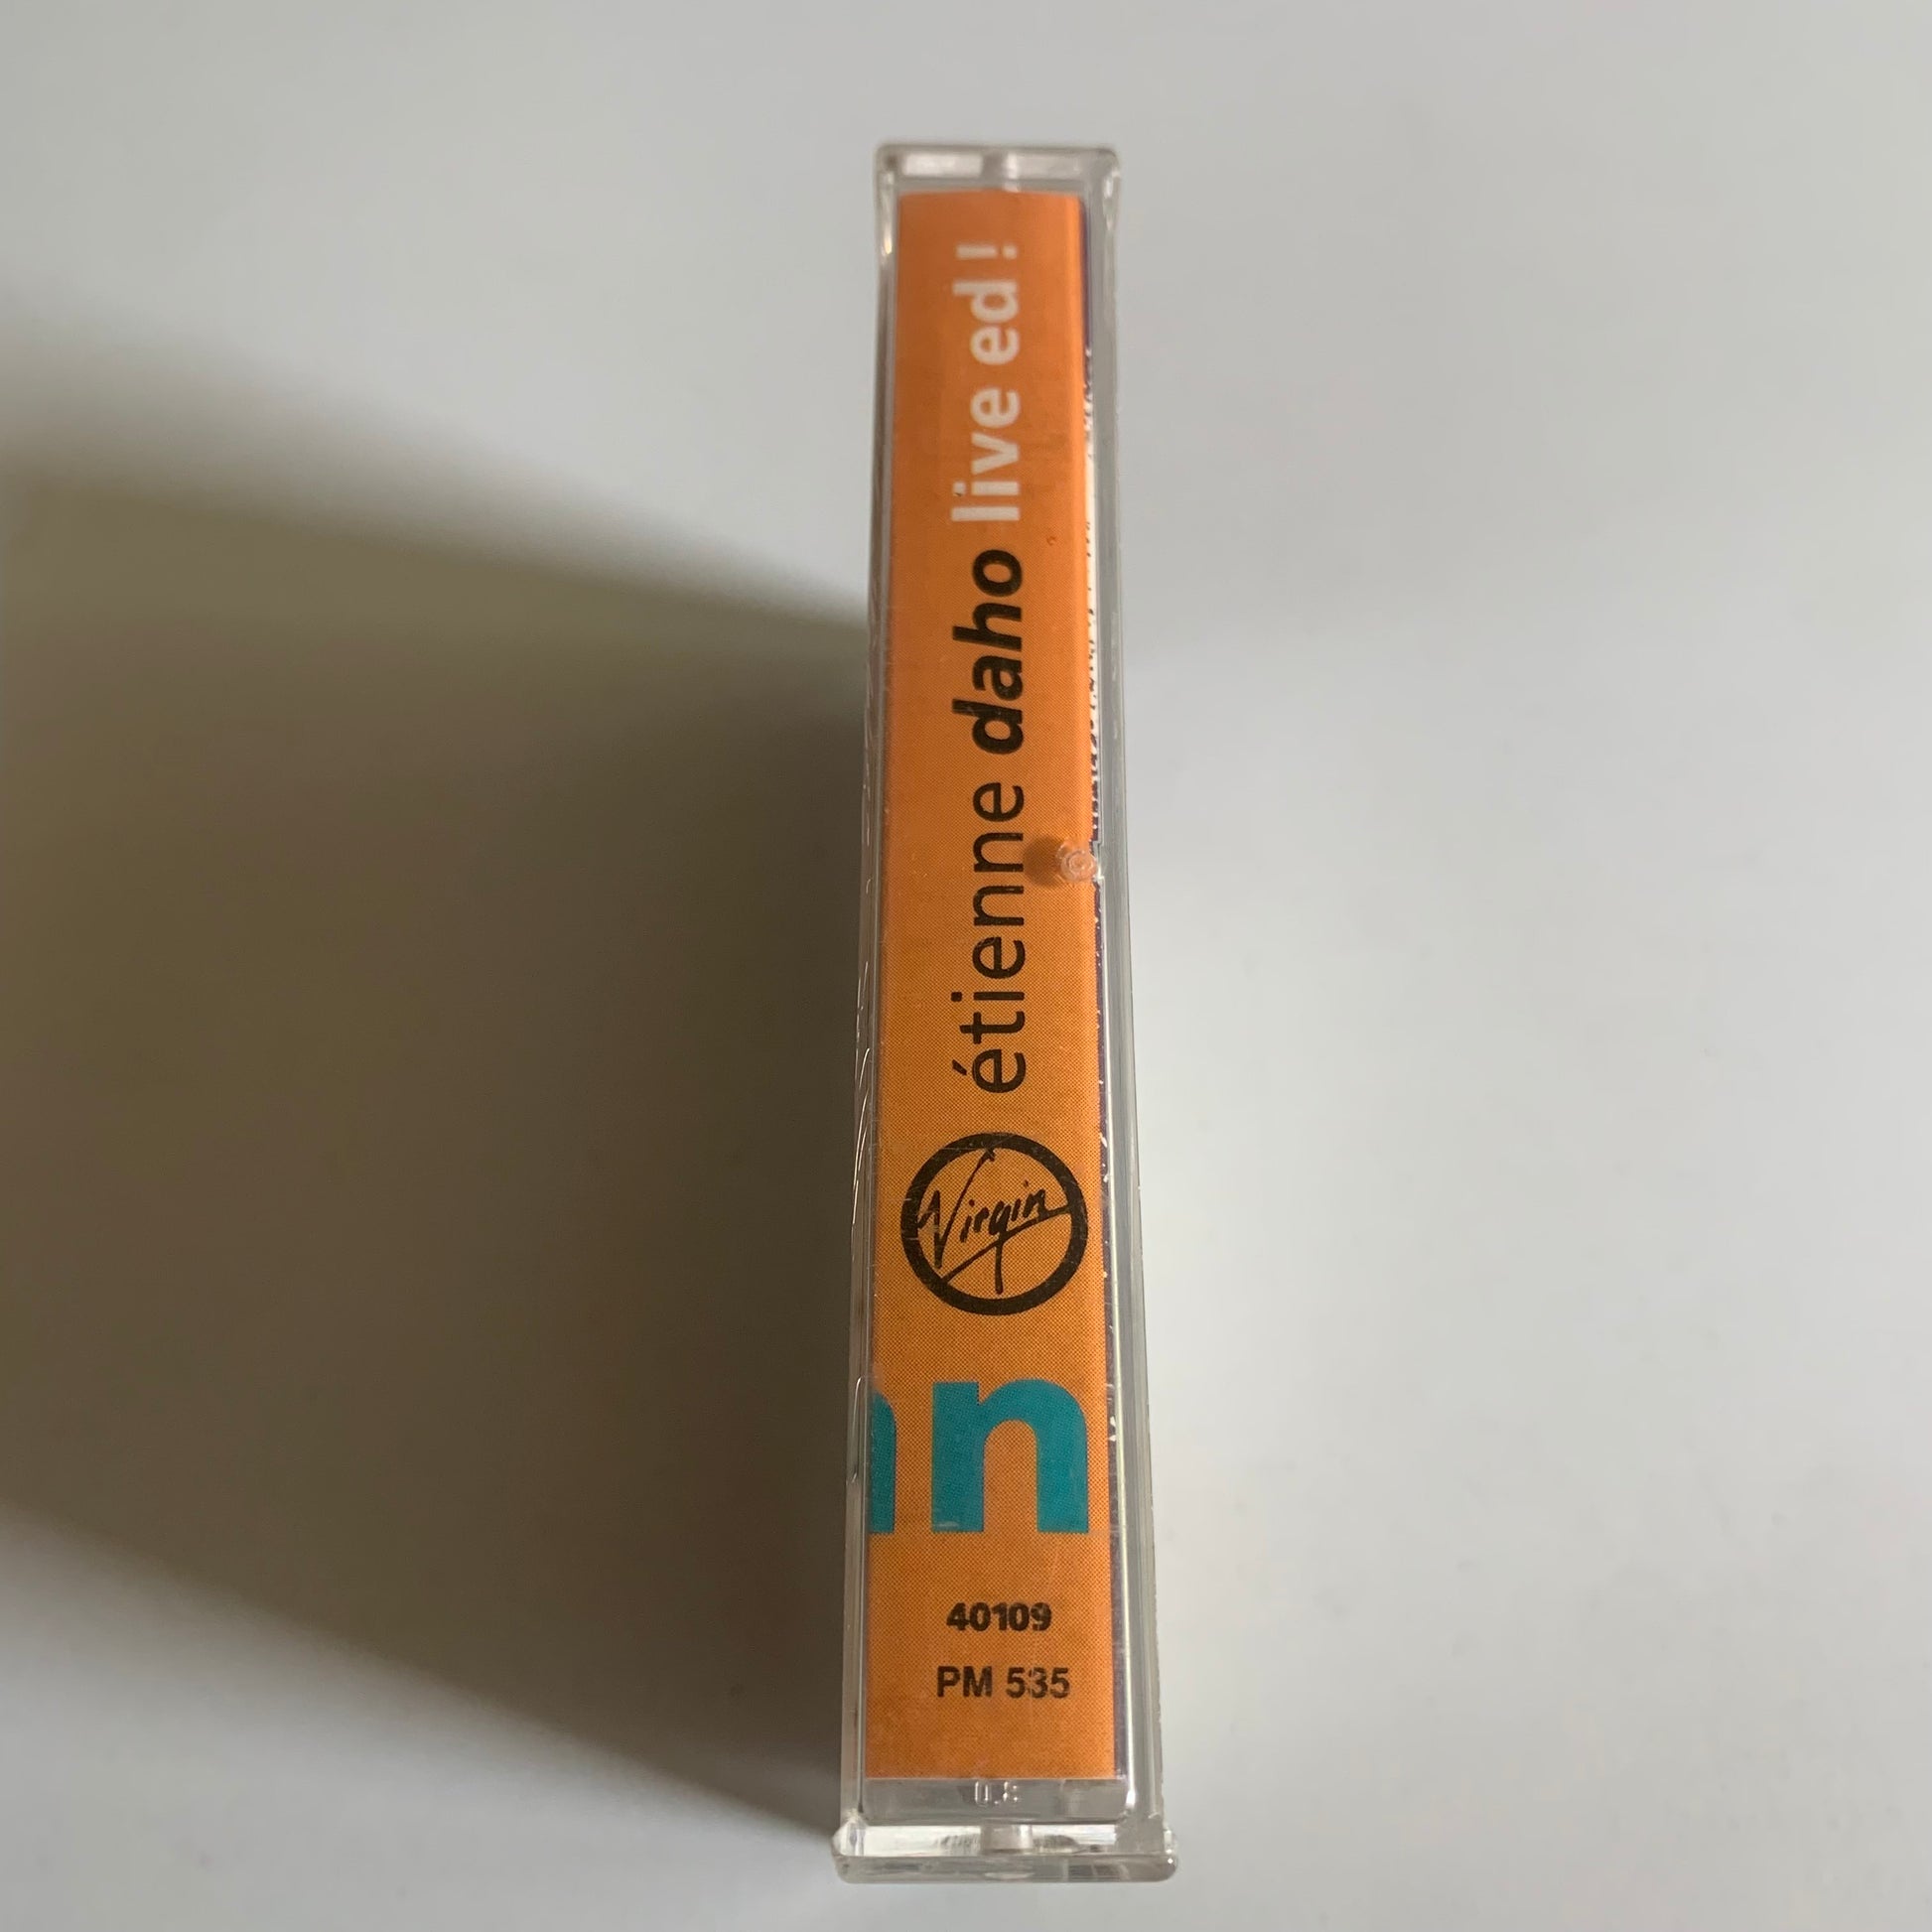 étienne daho live ed !
Virgin
n
40109
PM 535